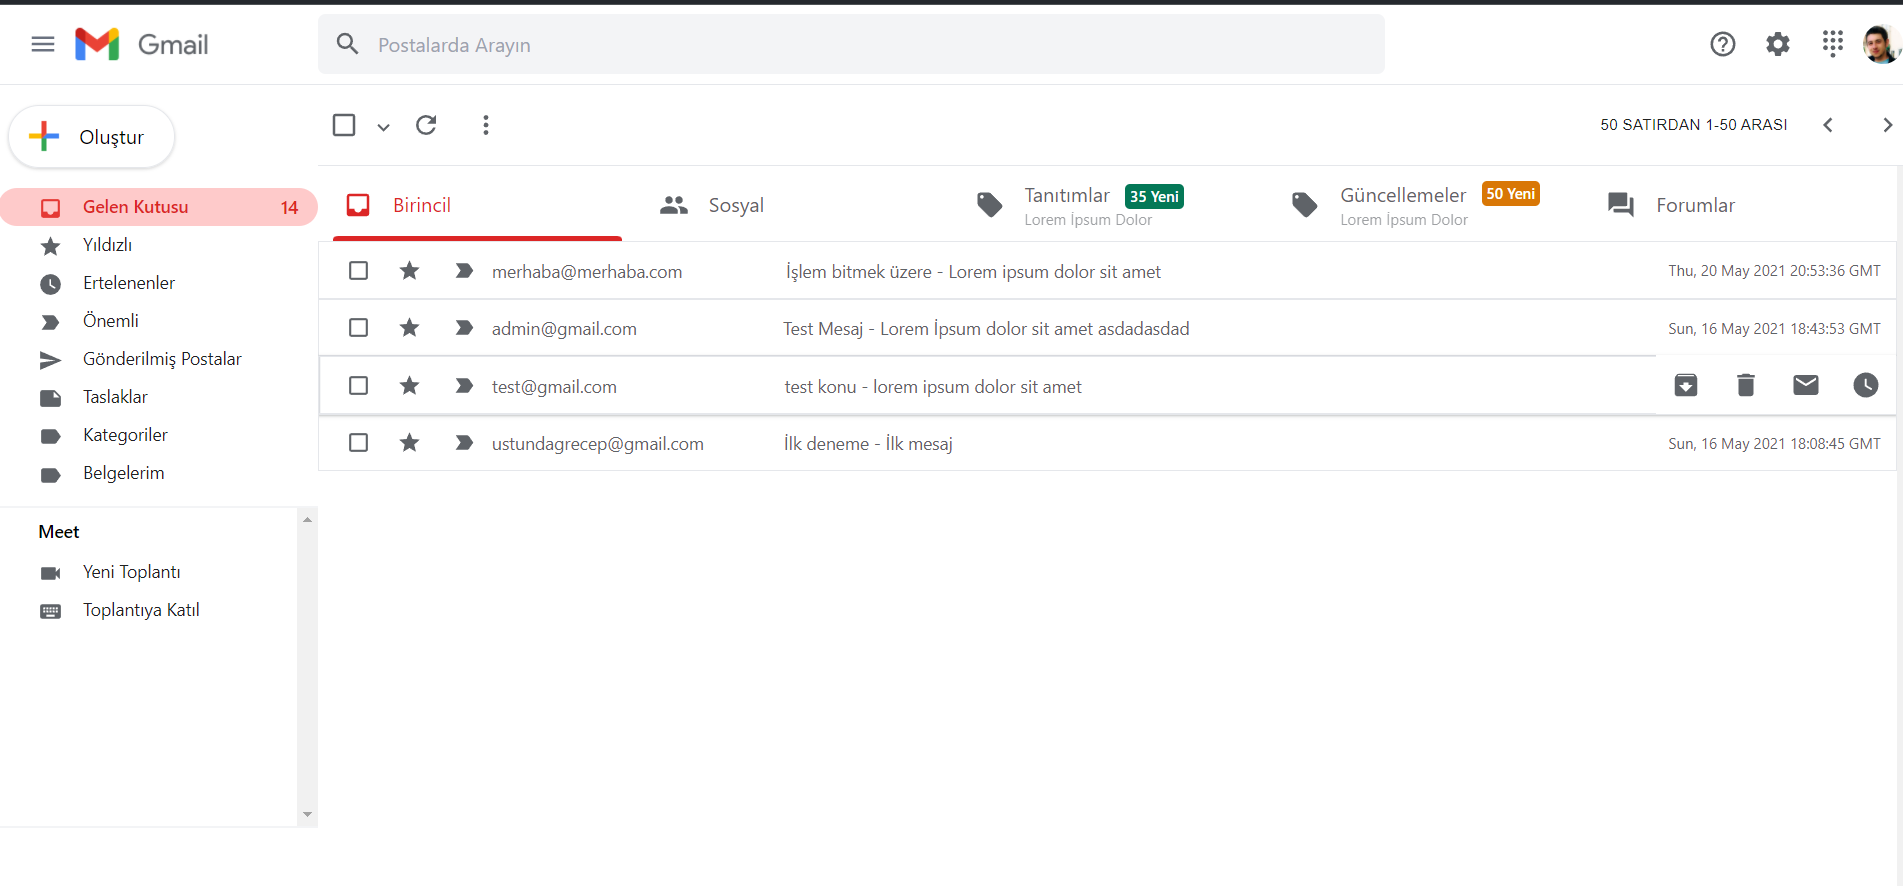 Gmail
Postalarda Arayın
Oluştur
50 SATIRDAN 1-50 ARASI
Gelen Kutusu 14
Yıldızlı
Ertelenenler
Önemli
Gönderilmiş Postalar
Taslaklar
Kategoriler
Belgelerim
Meet
Yeni Toplantı
Toplantıya Katıl
Birincil
Sosyal
Tanıtımlar 35 Yeni
Lorem İpsum Dolor
Güncellemeler 50 Yeni
Lorem İpsum Dolor
Forumlar
merhaba@merhaba.com İşlem bitmek üzere - Lorem ipsum dolor sit amet Thu, 20 May 2021 20:53:36 GMT
admin@gmail.com Test Mesaj - Lorem İpsum dolor sit amet asdadasdad Sun, 16 May 2021 18:43:53 GMT
test@gmail.com test konu - lorem ipsum dolor sit amet
ustundagrecep@gmail.com İlk deneme - İlk mesaj Sun, 16 May 2021 18:08:45 GMT